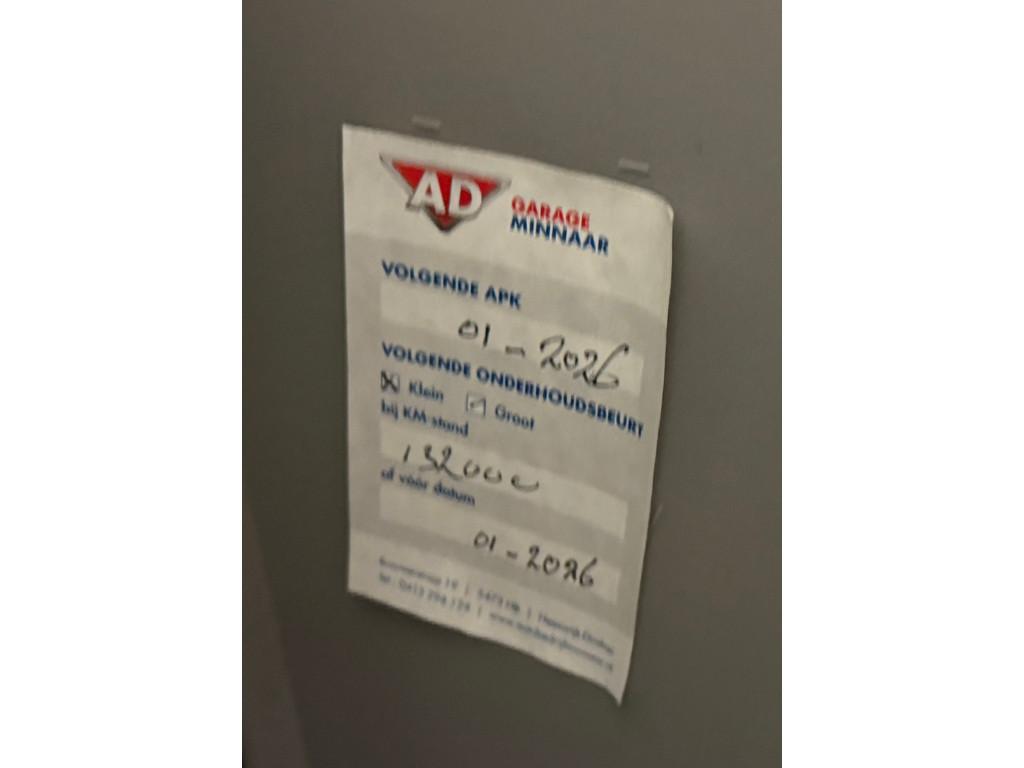 AD
GARAGE
MINNAAR
VOLGENDE APK
01-2026
VOLGENDE ONDERHOUDSBEURT
Klein Groot
bij KM-stand
132000
of vóór datum
01-2026